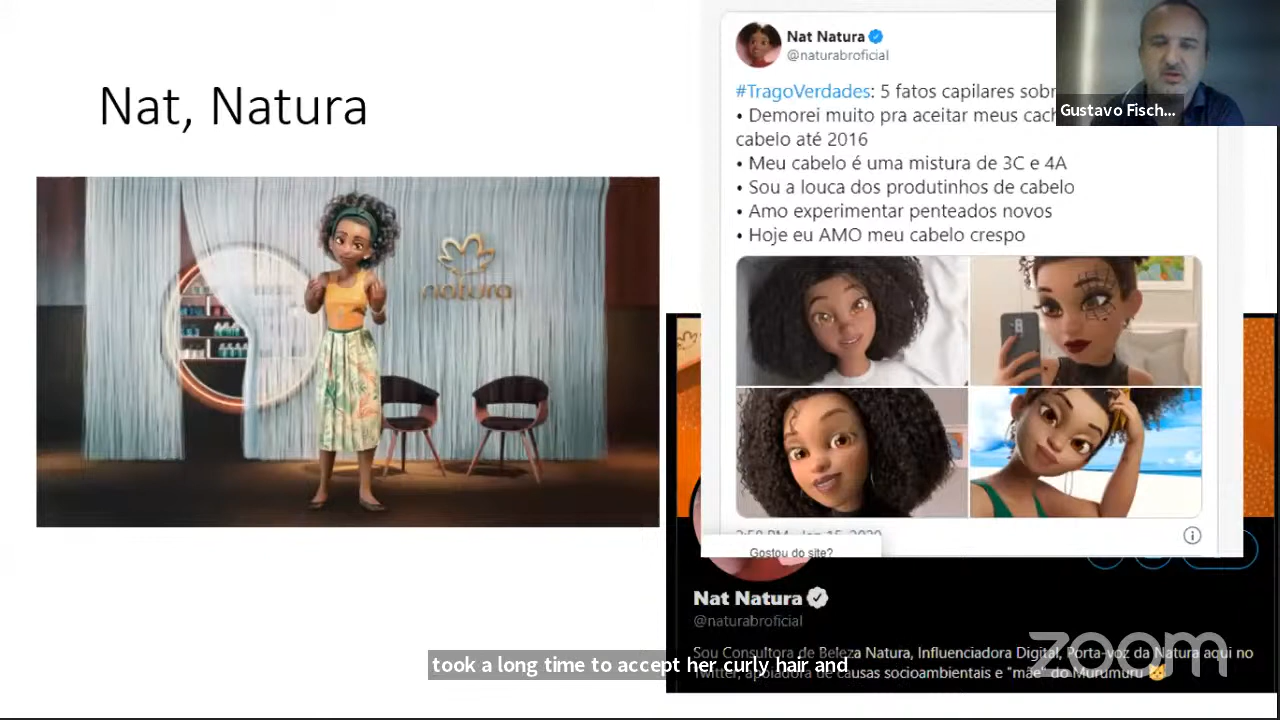 Nat, Natura
natura
Nat Natura
@naturabroficial
#TragoVerdades: 5 fatos capilares sobr
• Demorei muito pra aceitar meus cach
cabelo até 2016
• Meu cabelo é uma mistura de 3C e 4A
• Sou a louca dos produtinhos de cabelo
• Amo experimentar penteados novos
• Hoje eu AMO meu cabelo crespo
Gustavo Fisch...
Gostou do site?
Nat Natura
@naturabroficial
Sou Consultora de Beleza Natura, Influenciadora Digital, Porta-voz da Natura aqui no
Twitter, apoiadora de causas socioambientais e "mãe" do Murumuru
took a long time to accept her curly hair and
zoom